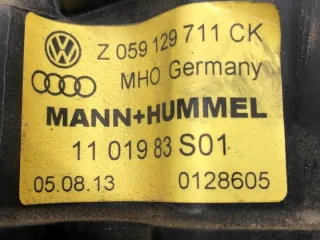 Z 059 129 711 CK
MHO Germany
MANN+HUMMEL
11 019 83 S01
05.08.13 0128605